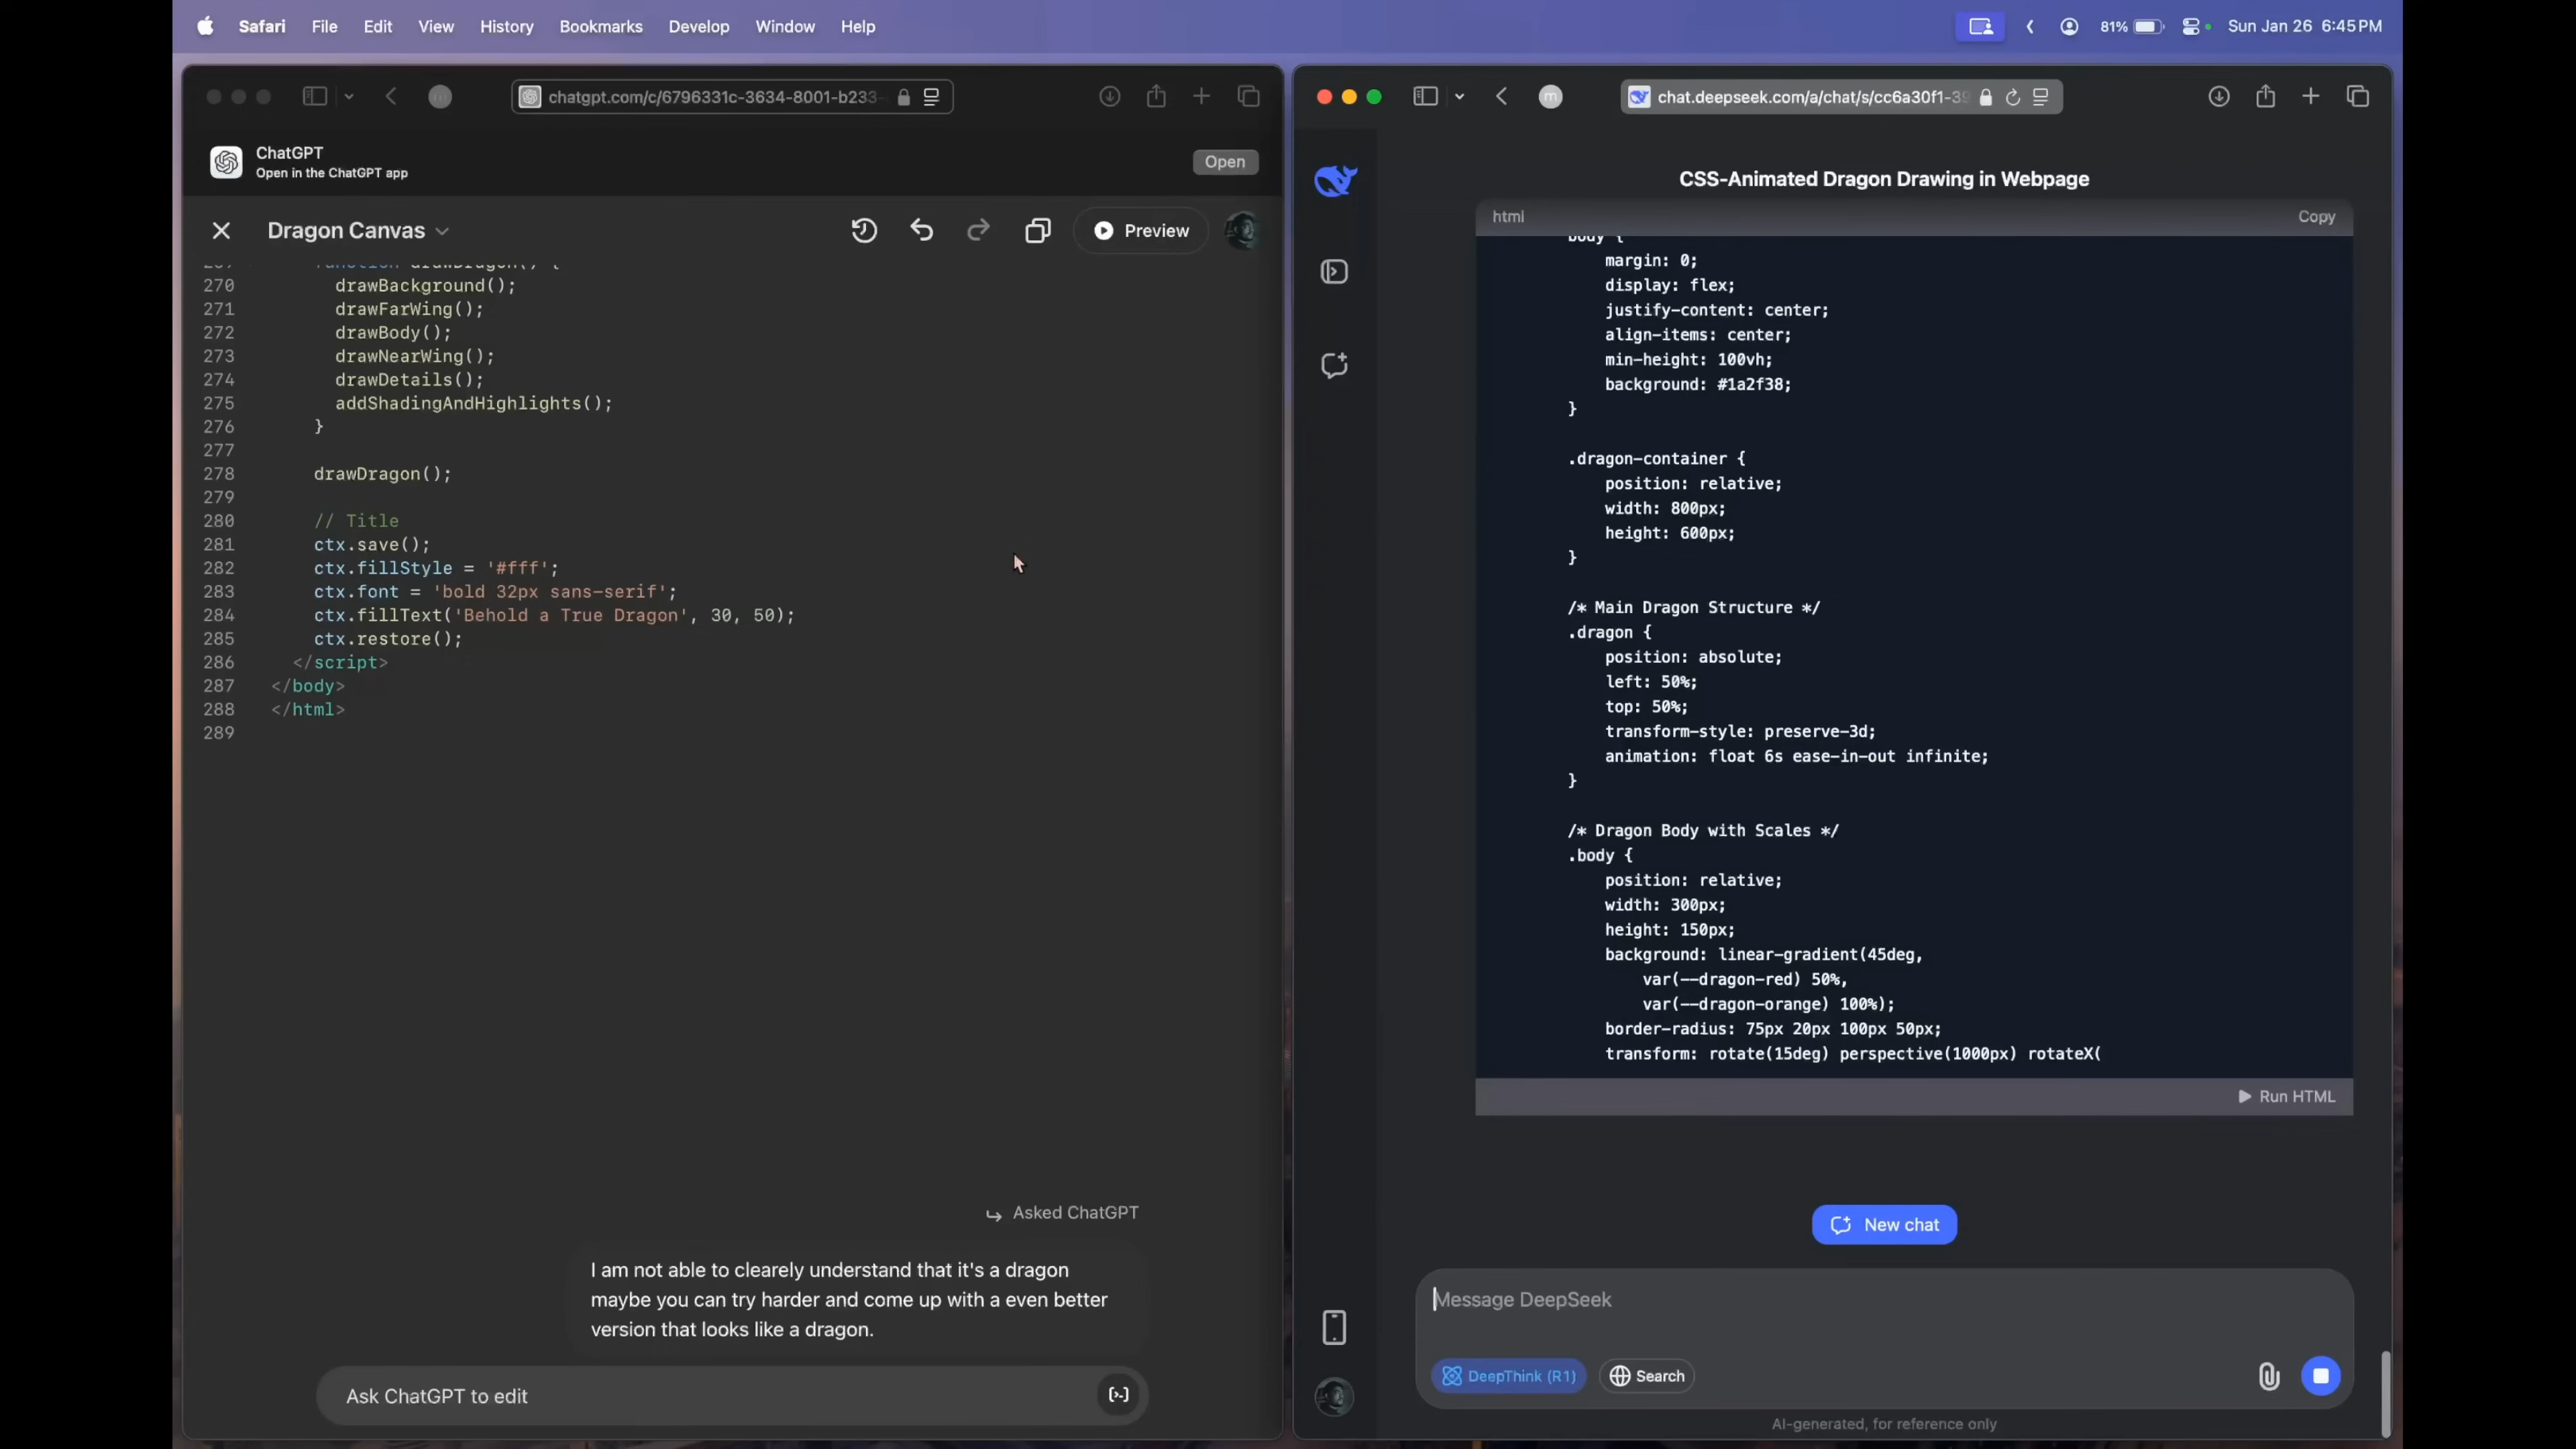 Safari File Edit View History Bookmarks Develop Window Help
81% Sun Jan 26 6:45 PM
chatgpt.com/c/6796331c-3634-8001-b233-
ChatGPT
Open in the ChatGPT app
Open
Dragon Canvas
Preview
270 drawBackground();
271 drawFarWing();
272 drawBody();
273 drawNearWing();
274 drawDetails();
275 addShadingAndHighlights();
276 }
277
278 drawDragon();
279
280 // Title
281 ctx.save();
282 ctx.fillStyle = '#fff';
283 ctx.font = 'bold 32px sans-serif';
284 ctx.fillText('Behold a True Dragon', 30, 50);
285 ctx.restore();
286 </script>
287 </body>
288 </html>
289
Asked ChatGPT
I am not able to clearely understand that it's a dragon
maybe you can try harder and come up with a even better
version that looks like a dragon.
Ask ChatGPT to edit
m
chat.deepseek.com/a/chat/s/cc6a30f1-39
CSS-Animated Dragon Drawing in Webpage
html Copy
body {
margin: 0;
display: flex;
justify-content: center;
align-items: center;
min-height: 100vh;
background: #1a2f38;
}
.dragon-container {
position: relative;
width: 800px;
height: 600px;
}
/* Main Dragon Structure */
.dragon {
position: absolute;
left: 50%;
top: 50%;
transform-style: preserve-3d;
animation: float 6s ease-in-out infinite;
}
/* Dragon Body with Scales */
.body {
position: relative;
width: 300px;
height: 150px;
background: linear-gradient(45deg,
var(--dragon-red) 50%,
var(--dragon-orange) 100%);
border-radius: 75px 20px 100px 50px;
transform: rotate(15deg) perspective(1000px) rotateX(
Run HTML
New chat
Message DeepSeek
DeepThink (R1) Search
AI-generated, for reference only